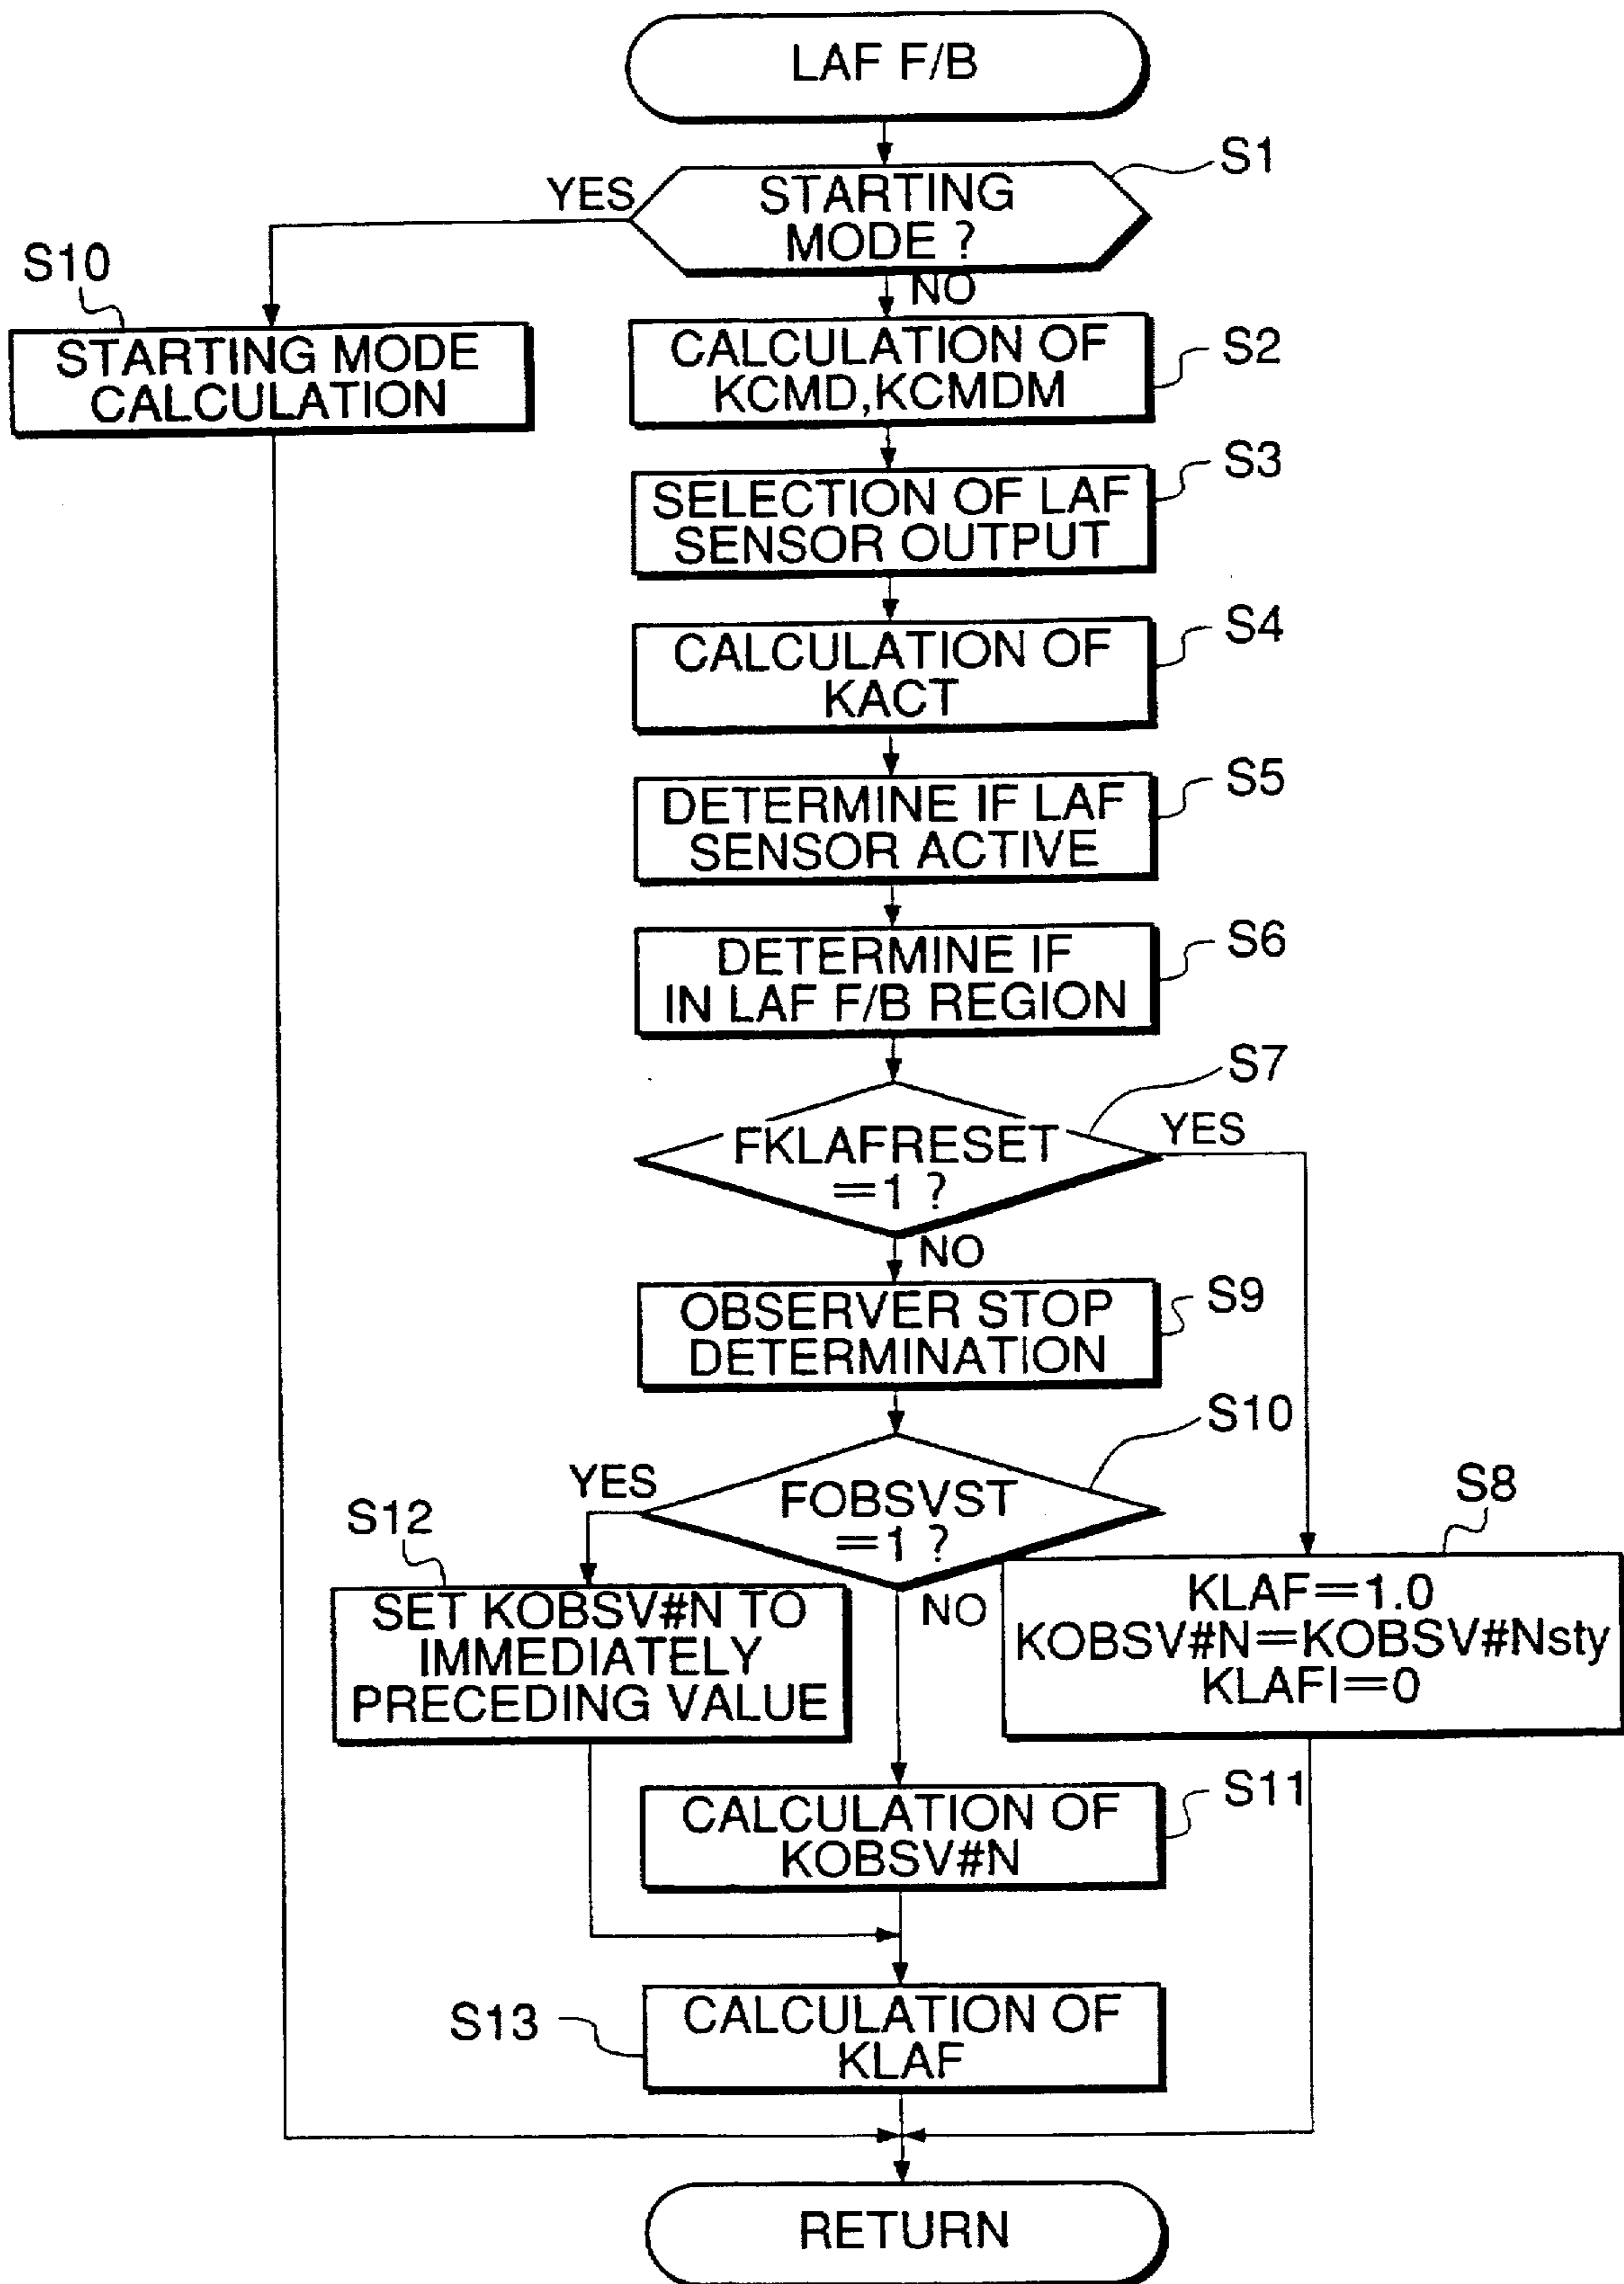 LAF F/B
S1
YES
STARTING
MODE ?
NO
S10
STARTING MODE
CALCULATION
CALCULATION OF
KCMD,KCMDM
S2
SELECTION OF LAF
SENSOR OUTPUT
S3
CALCULATION OF
KACT
S4
DETERMINE IF LAF
SENSOR ACTIVE
S5
DETERMINE IF
IN LAF F/B REGION
S6
S7
FKLAFRESET
=1 ?
YES
NO
OBSERVER STOP
DETERMINATION
S9
S10
YES
FOBSVST
=1 ?
NO
S12
SET KOBSV#N TO
IMMEDIATELY
PRECEDING VALUE
S8
KLAF=1.0
KOBSV#N=KOBSV#Nsty
KLAFI=0
S11
CALCULATION OF
KOBSV#N
S13
CALCULATION OF
KLAF
RETURN